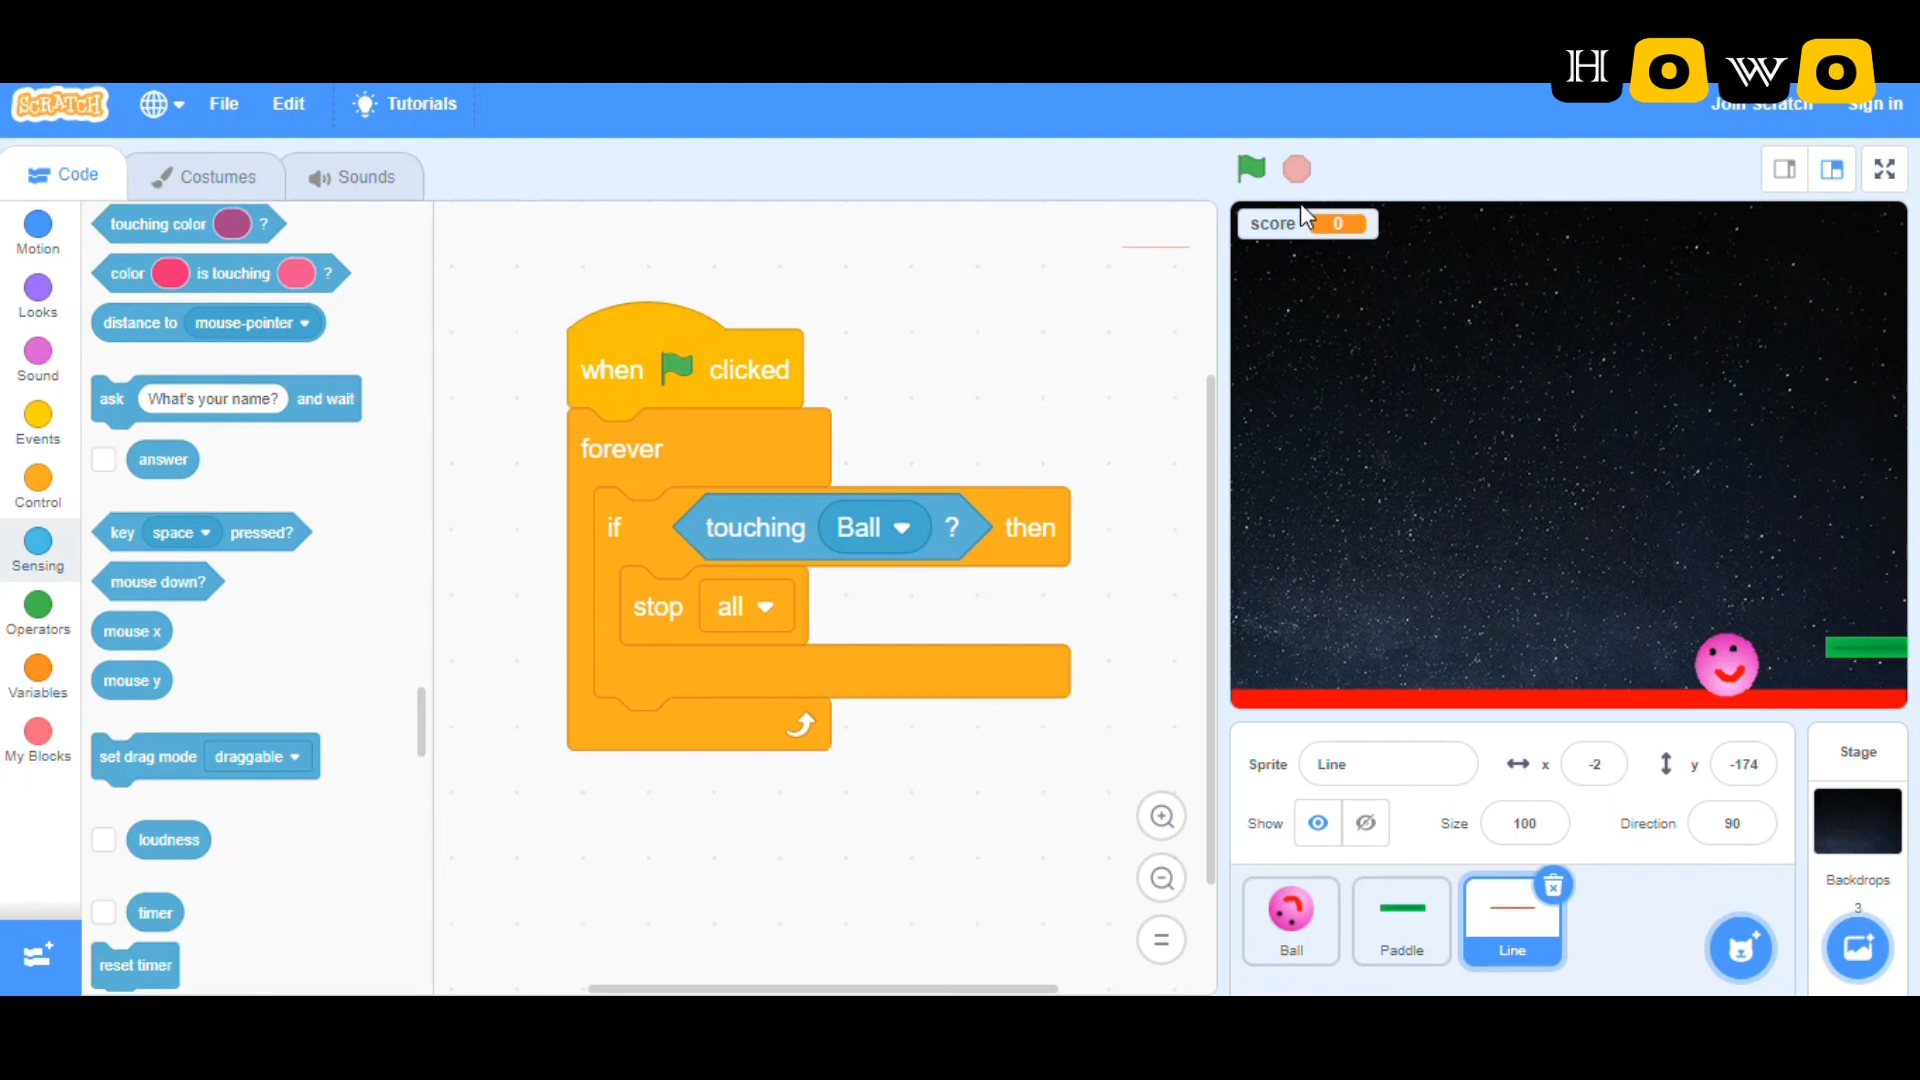 HOWO
SCRATCH
File
Edit
Tutorials
Join Scratch
Sign in
Code
Costumes
Sounds
Motion
Looks
Sound
Events
Control
Sensing
Operators
Variables
My Blocks
touching color ?
color is touching ?
distance to mouse-pointer
ask What's your name? and wait
answer
key space pressed?
mouse down?
mouse x
mouse y
set drag mode draggable
loudness
timer
reset timer
when clicked
forever
if touching Ball ? then
stop all
score 0
Sprite Line x -2 y -174
Show Size 100 Direction 90
Ball
Paddle
Line
Stage
Backdrops
3